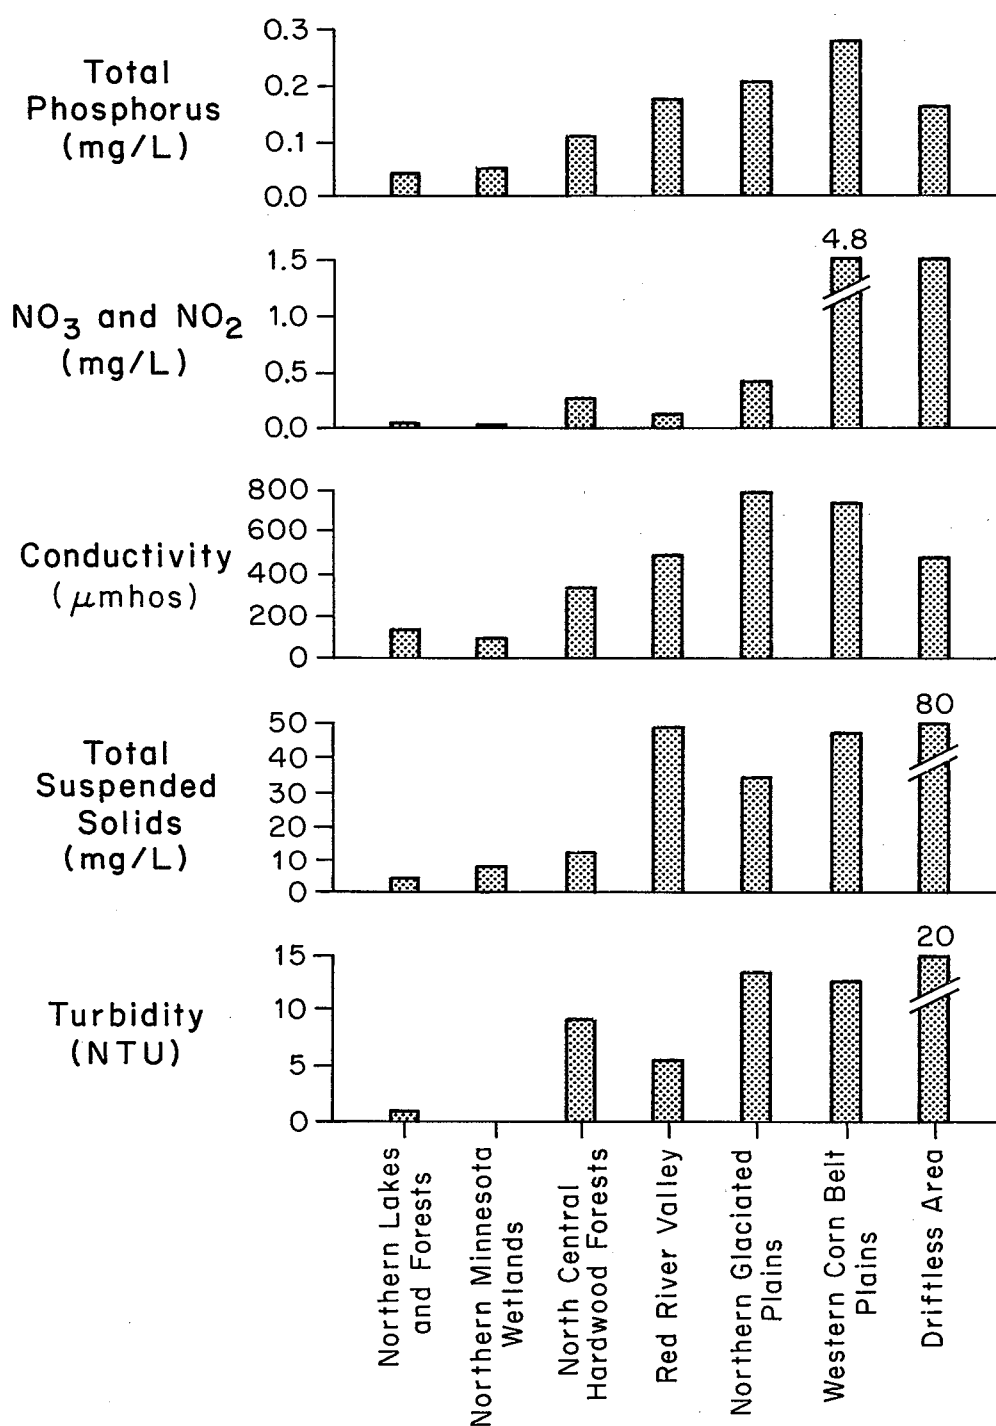 Total
Phosphorus
(mg/L)
0.3
0.2
0.1
0.0
NO3 and NO2
(mg/L)
4.8
1.5
1.0
0.5
0.0
Conductivity
(μmhos)
800
600
400
200
0
Total
Suspended
Solids
(mg/L)
80
50
40
30
20
10
0
Turbidity
(NTU)
20
15
10
5
0
Northern Lakes
and Forests
Northern Minnesota
Wetlands
North Central
Hardwood Forests
Red River Valley
Northern Glaciated
Plains
Western Corn Belt
Plains
Driftless Area